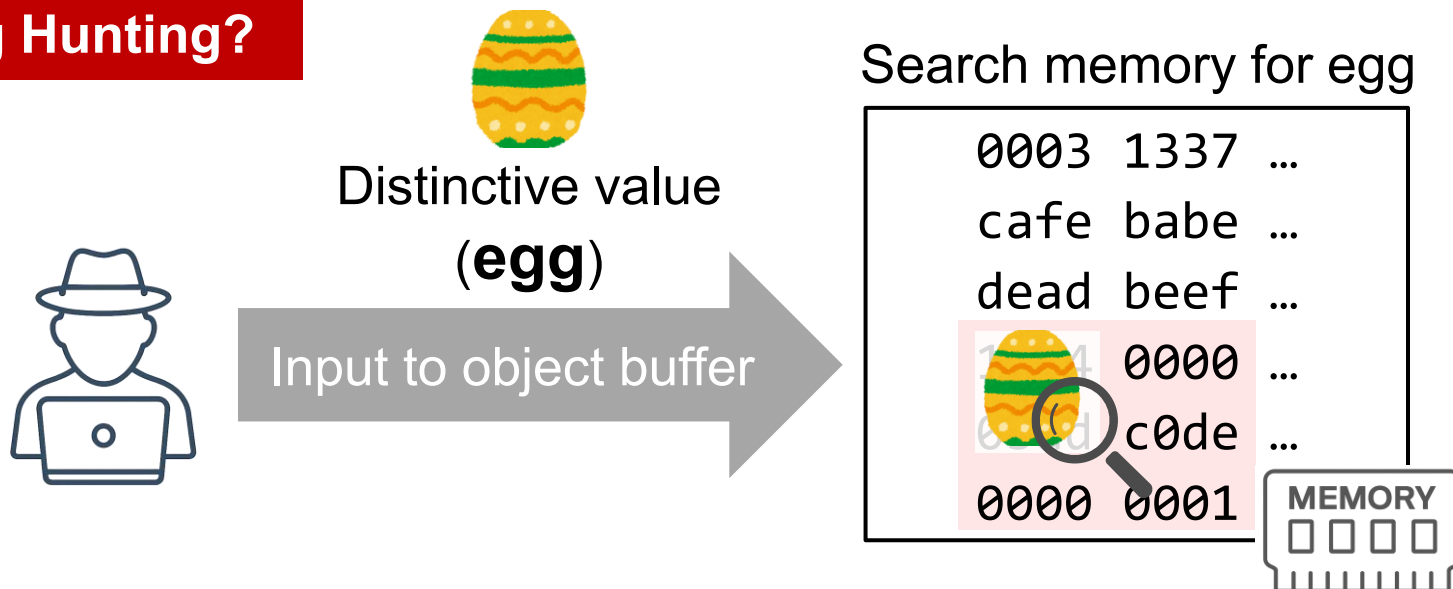 Hunting?
Distinctive value
(egg)
Input to object buffer
Search memory for egg
0003 1337 …
cafe babe …
dead beef …
0000 …
c0de …
0000 0001
MEMORY